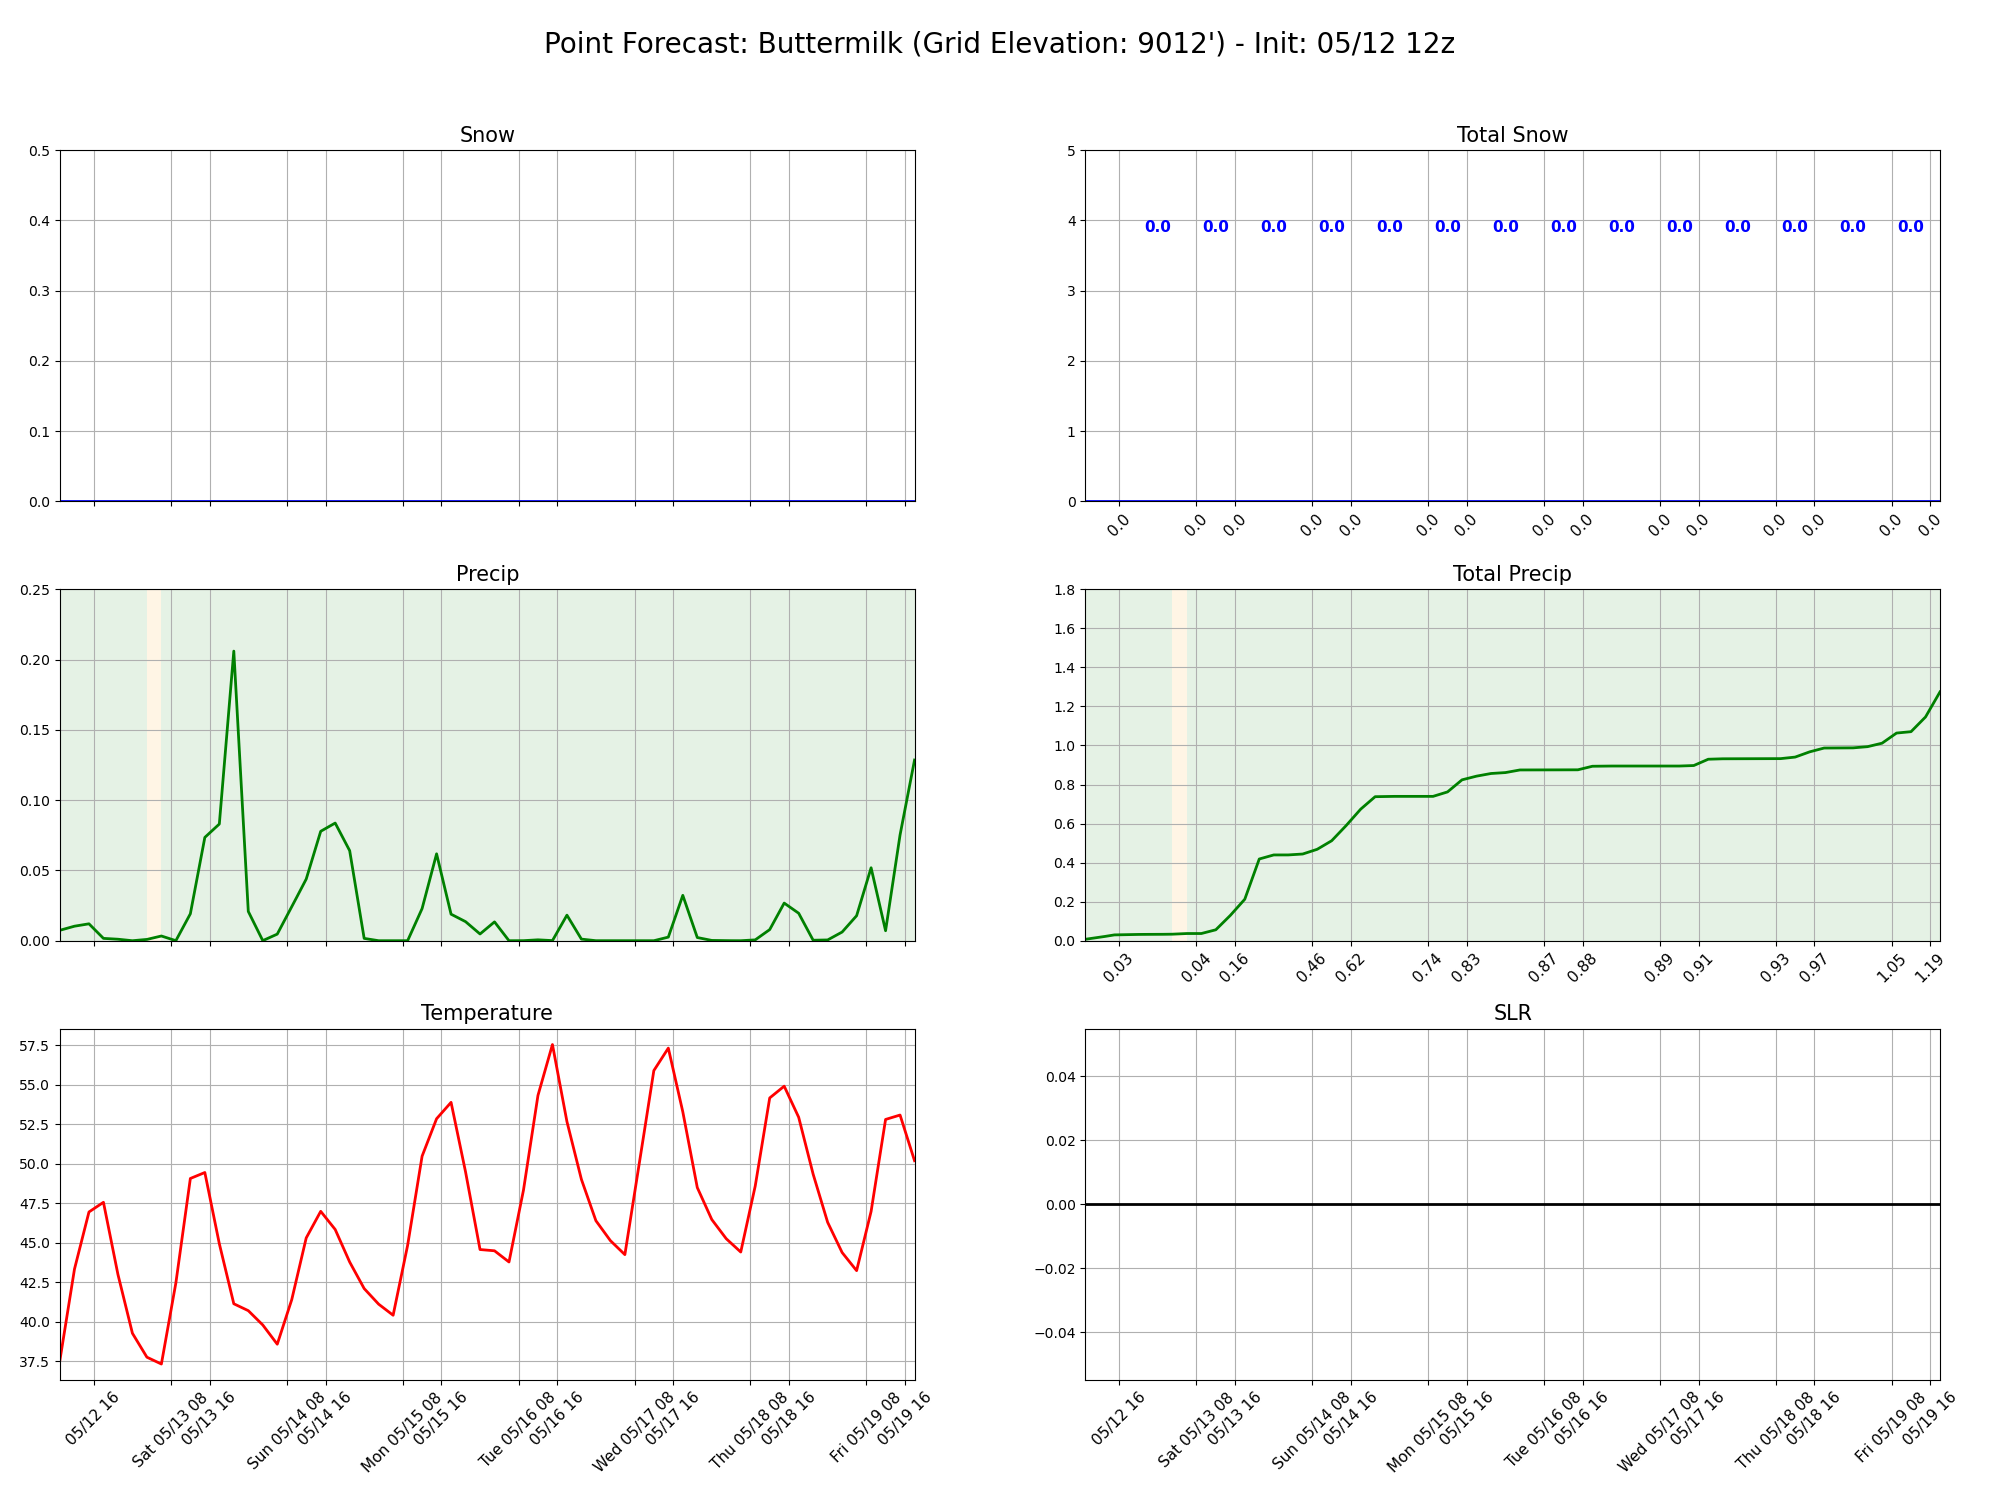 Point Forecast: Buttermilk (Grid Elevation: 9012') - Init: 05/12 12z
Snow
0.5
0.4
0.3
0.2
0.1
0.0
Total Snow
5
4
3
2
1
0
0.0 0.0 0.0 0.0 0.0 0.0 0.0 0.0 0.0 0.0 0.0 0.0 0.0 0.0
0.0 0.0 0.0 0.0 0.0 0.0 0.0 0.0 0.0 0.0 0.0 0.0 0.0 0.0 0.0
Precip
0.25
0.20
0.15
0.10
0.05
0.00
Total Precip
1.8
1.6
1.4
1.2
1.0
0.8
0.6
0.4
0.2
0.0
0.03 0.04 0.16 0.46 0.62 0.74 0.83 0.87 0.88 0.89 0.91 0.93 0.97 1.05 1.19
Temperature
57.5
55.0
52.5
50.0
47.5
45.0
42.5
40.0
37.5
05/12 16
Sat 05/13 08
05/13 16
Sun 05/14 08
05/14 16
Mon 05/15 08
05/15 16
Tue 05/16 08
05/16 16
Wed 05/17 08
05/17 16
Thu 05/18 08
05/18 16
Fri 05/19 08
05/19 16
SLR
0.04
0.02
0.00
−0.02
−0.04
05/12 16
Sat 05/13 08
05/13 16
Sun 05/14 08
05/14 16
Mon 05/15 08
05/15 16
Tue 05/16 08
05/16 16
Wed 05/17 08
05/17 16
Thu 05/18 08
05/18 16
Fri 05/19 08
05/19 16